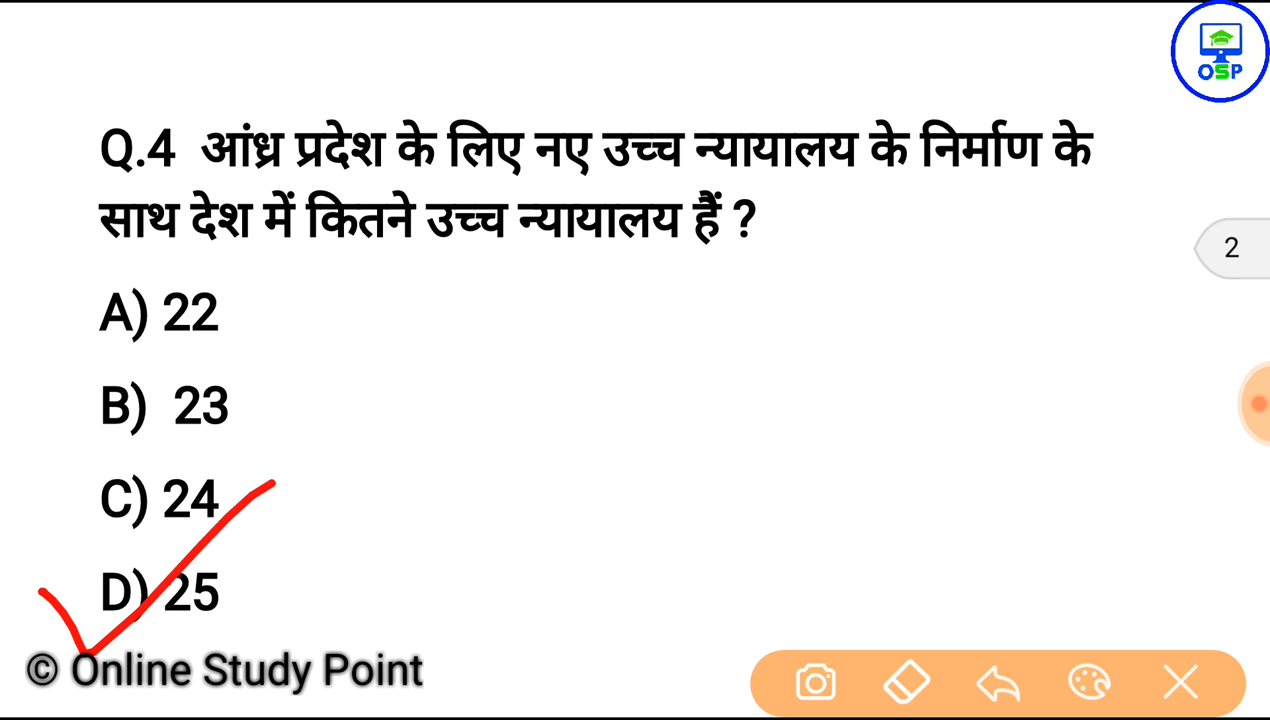 OSP
Q.4 आंध्र प्रदेश के लिए नए उच्च न्यायालय के निर्माण के
साथ देश में कितने उच्च न्यायालय हैं ?
2
A) 22
B) 23
C) 24
D) 25
© Online Study Point